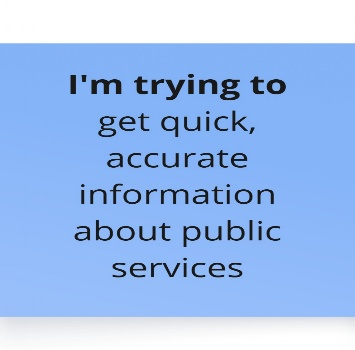 I'm trying to
get quick,
accurate
information
about public
services